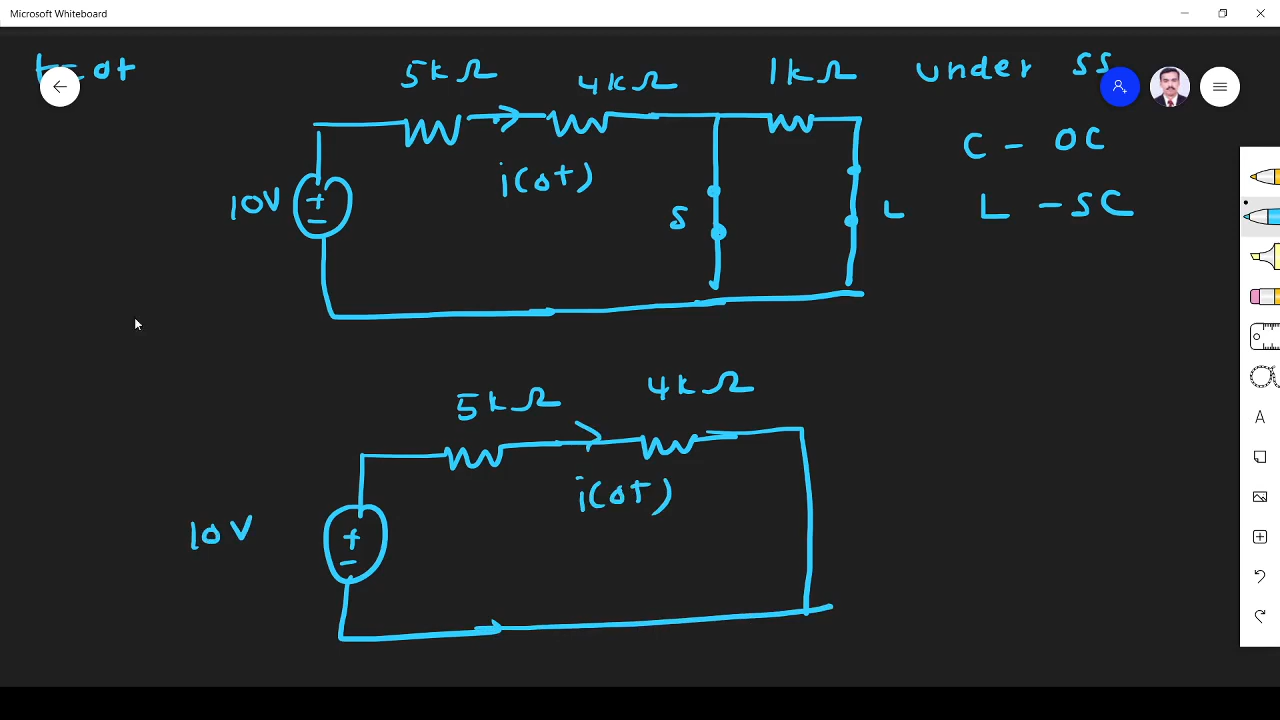 Microsoft Whiteboard
t=0+
5kΩ 4kΩ 1kΩ under SS
C - OC
i(0+)
10V + - S L L - SC
5kΩ 4kΩ
i(0+)
10V + -
A